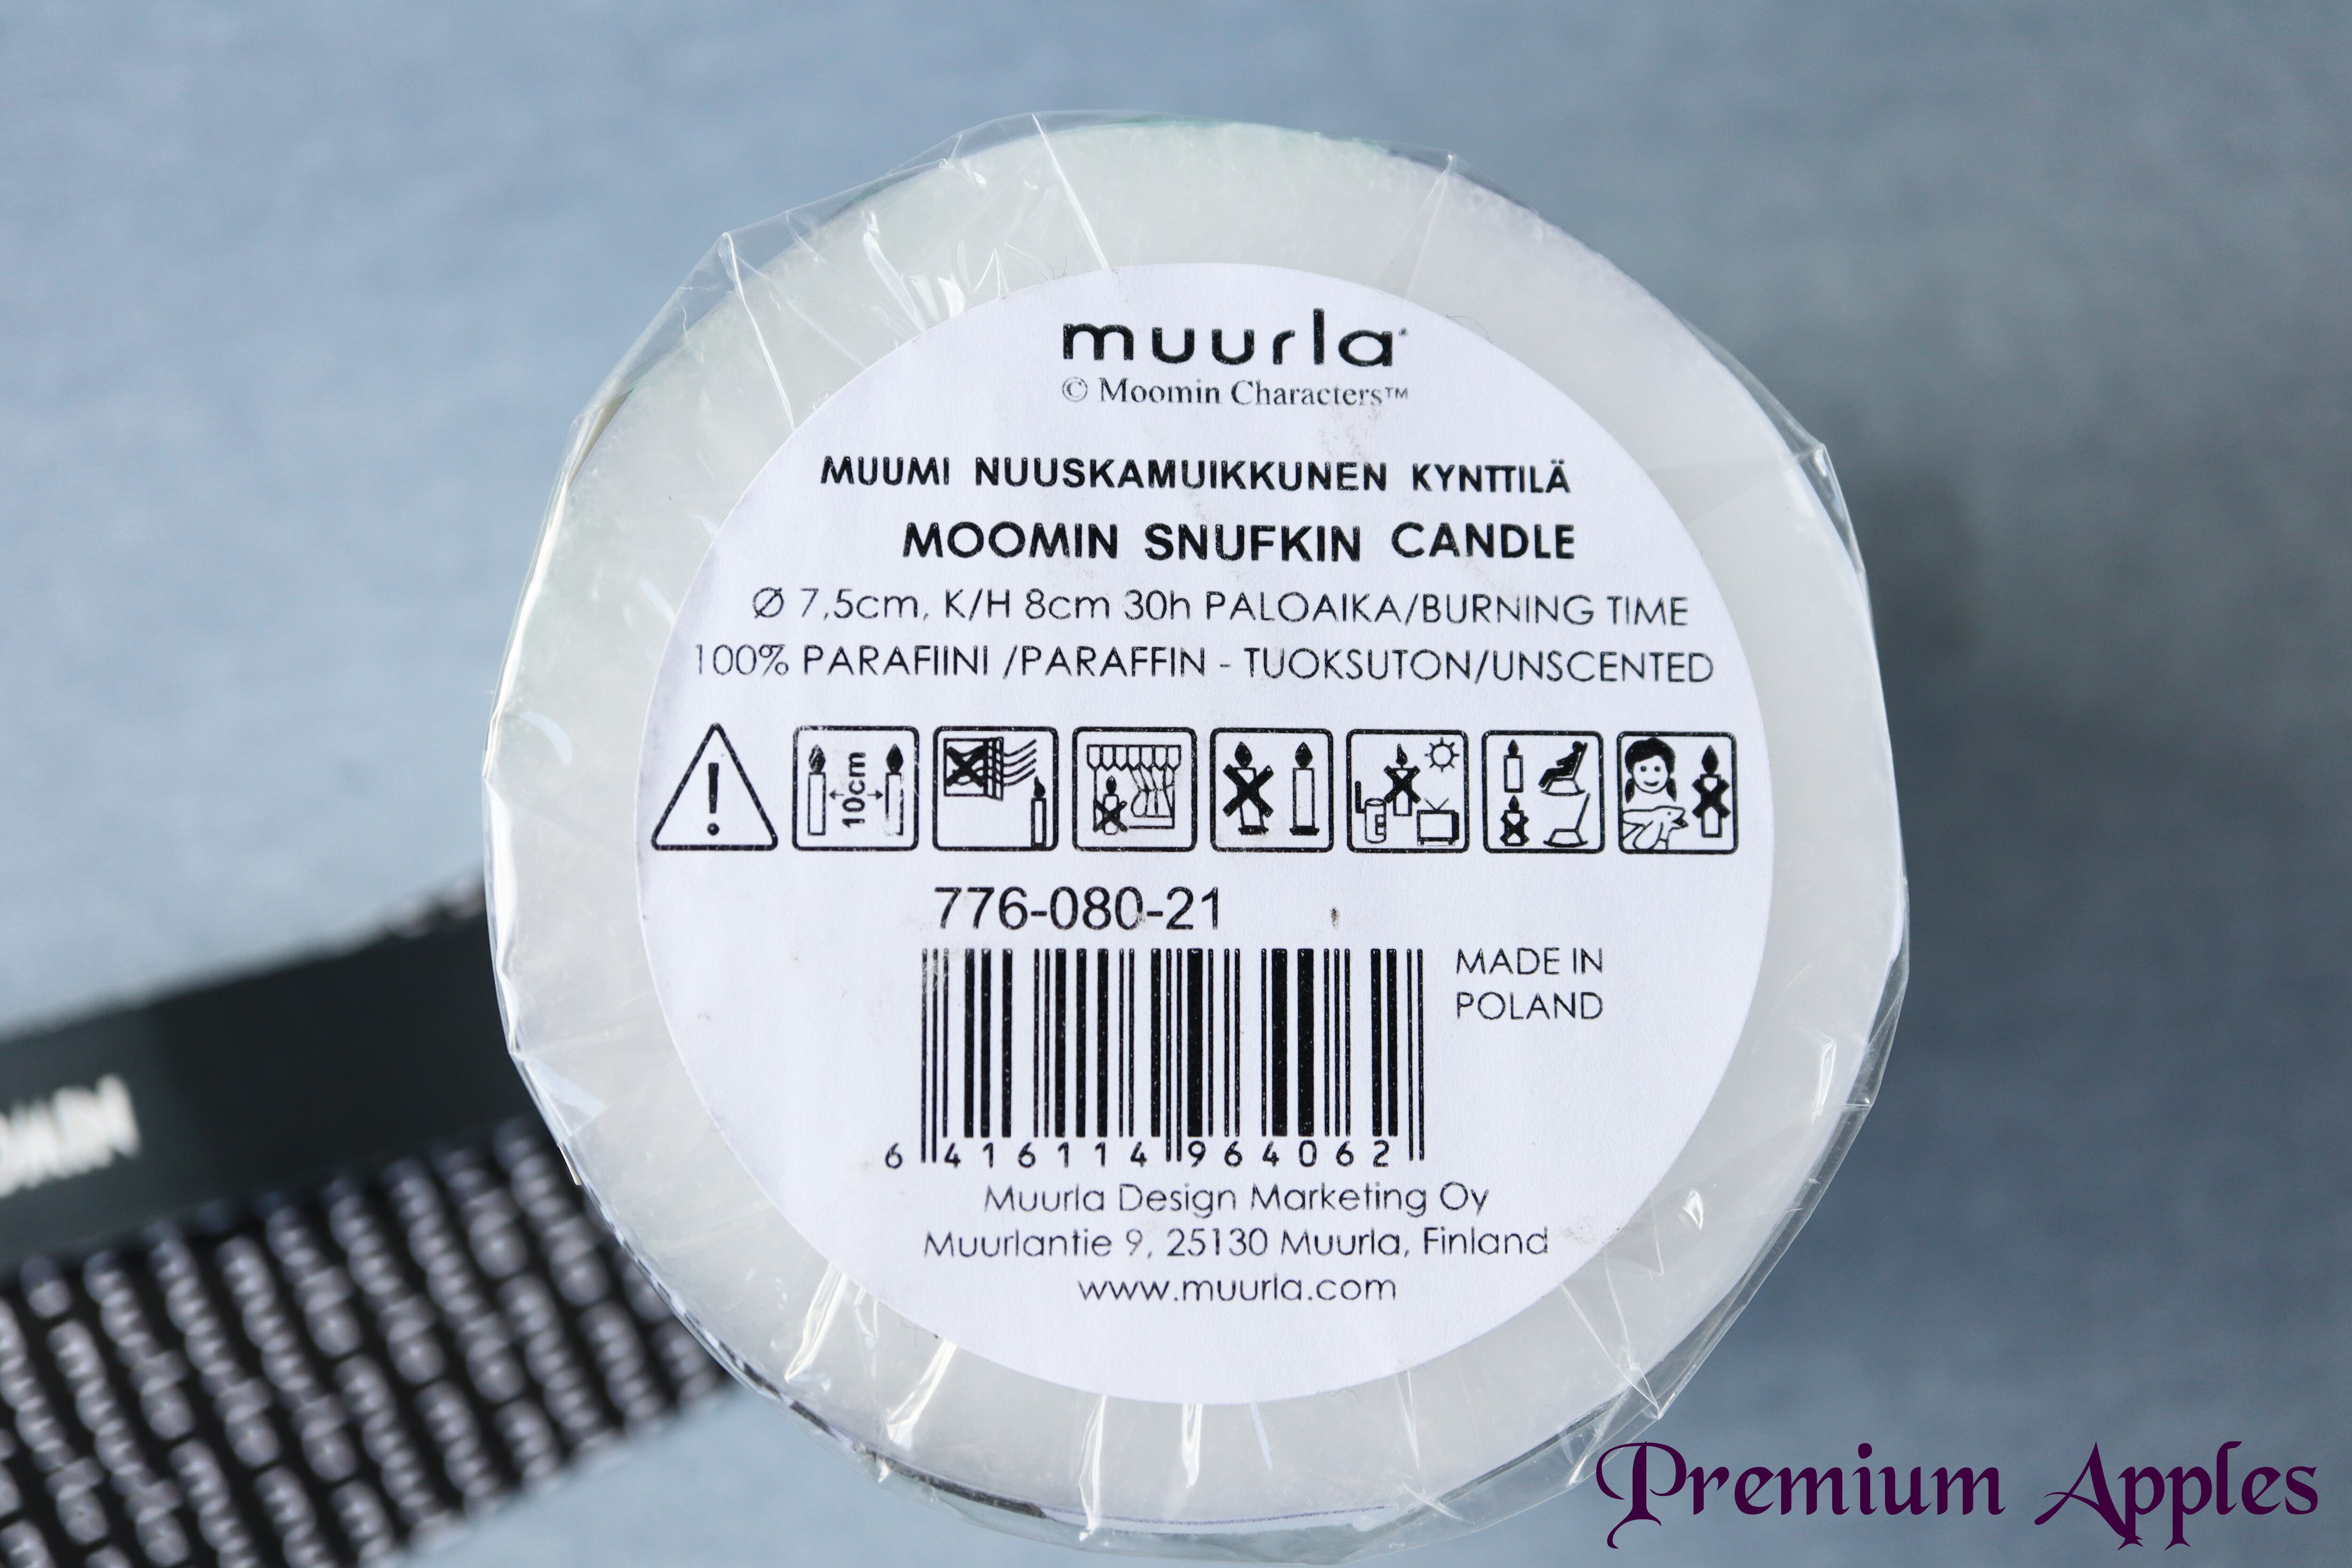 muurla
© Moomin Characters™
MUUMI NUUSKAMUIKKUNEN KYNTTILÄ
MOOMIN SNUFKIN CANDLE
Ø 7,5cm, K/H 8cm 30h PALOAIKA/BURNING TIME
100% PARAFIINI /PARAFFIN - TUOKSUTON/UNSCENTED
10cm
776-080-21
MADE IN
POLAND
6 416114 964062
Muurla Design Marketing Oy
Muurlantie 9, 25130 Muurla, Finland
www.muurla.com
Premium Apples